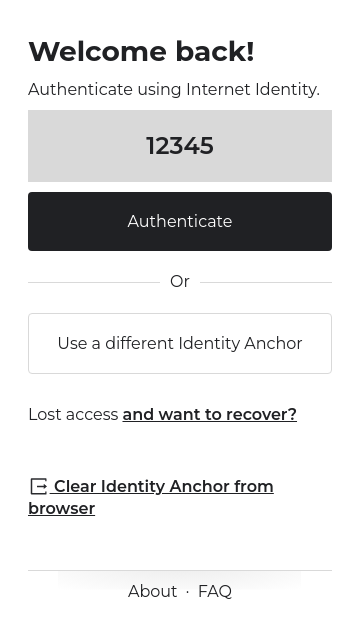 Welcome back!
Authenticate using Internet Identity.
12345
Authenticate
Or
Use a different Identity Anchor
Lost access and want to recover?
Clear Identity Anchor from
browser
About · FAQ